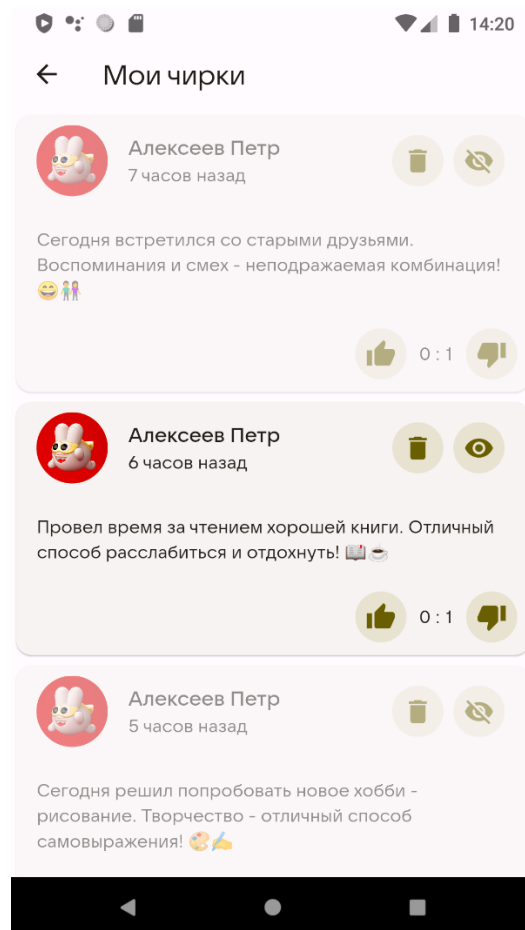 14:20
Мои чирки
Алексеев Петр
7 часов назад
Сегодня встретился со старыми друзьями.
Воспоминания и смех - неподражаемая комбинация!
😄👫
0 : 1
Алексеев Петр
6 часов назад
Провел время за чтением хорошей книги. Отличный
способ расслабиться и отдохнуть! 📖☕
0 : 1
Алексеев Петр
5 часов назад
Сегодня решил попробовать новое хобби -
рисование. Творчество - отличный способ
самовыражения! 🎨✍️